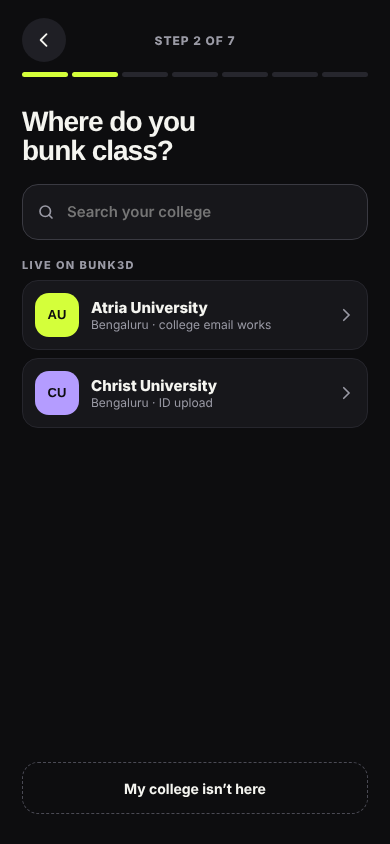 STEP 2 OF 7
Where do you
bunk class?
Search your college
LIVE ON BUNK3D
AU
Atria University
Bengaluru · college email works
CU
Christ University
Bengaluru · ID upload
My college isn’t here